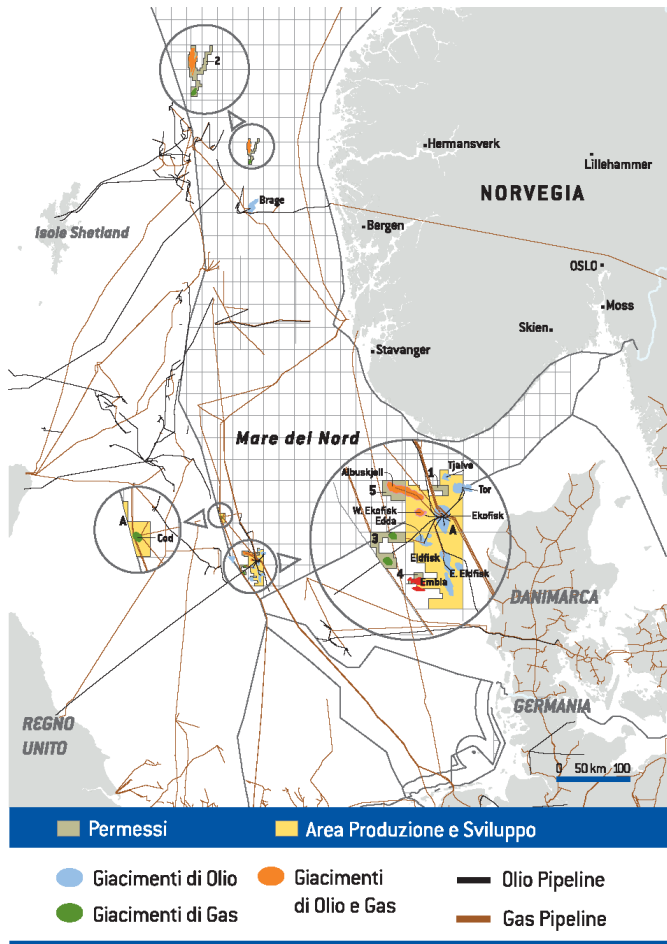 2
Hermansverk
Lillehammer
NORVEGIA
Brage
Isole Shetland
Bergen
OSLO
Moss
Skien
Stavanger
Mare del Nord
Albuskjell
1
Tjalve
5
Tor
W. Ekofisk
Ekofisk
Edda
A
A
Cod
3
Eldfisk
4
E. Eldfisk
Embla
DANIMARCA
GERMANIA
REGNO
UNITO
0 50 km 100
Permessi
Area Produzione e Sviluppo
Giacimenti di Olio
Giacimenti
di Olio e Gas
Olio Pipeline
Giacimenti di Gas
Gas Pipeline